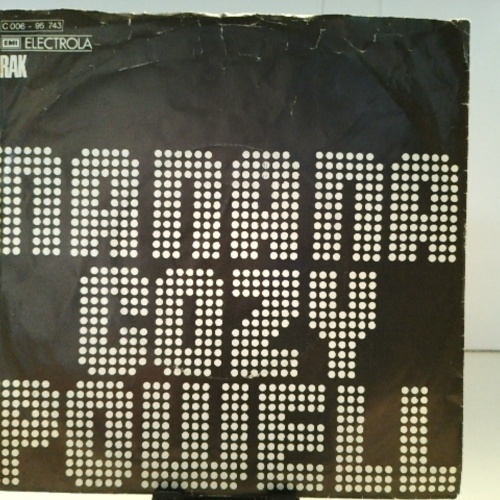 C 006 - 95 743
EMI ELECTROLA
RAK
NA NA NA
COZY
POWELL